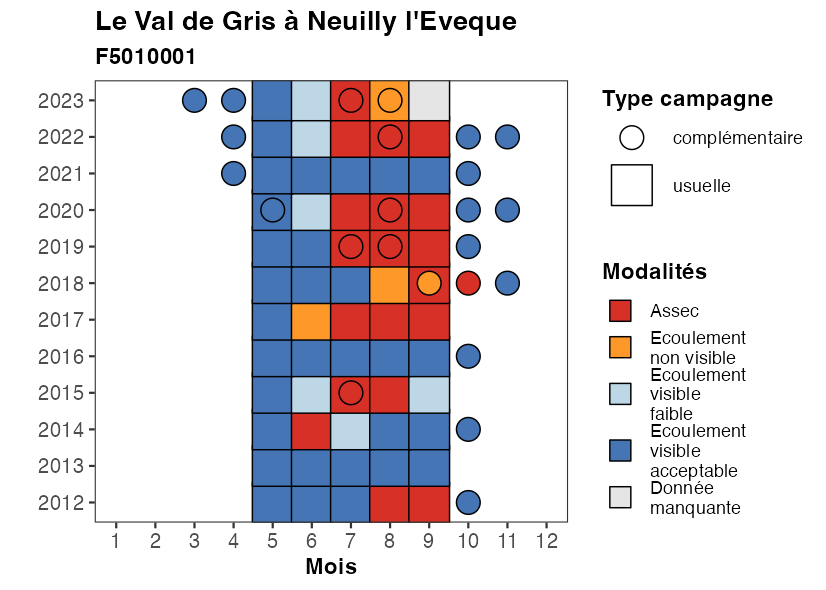 Le Val de Gris à Neuilly l'Eveque
F5010001
2023
2022
2021
2020
2019
2018
2017
2016
2015
2014
2013
2012
1 2 3 4 5 6 7 8 9 10 11 12
Mois
Type campagne
complémentaire
usuelle
Modalités
Assec
Ecoulement
non visible
Ecoulement
visible
faible
Ecoulement
visible
acceptable
Donnée
manquante